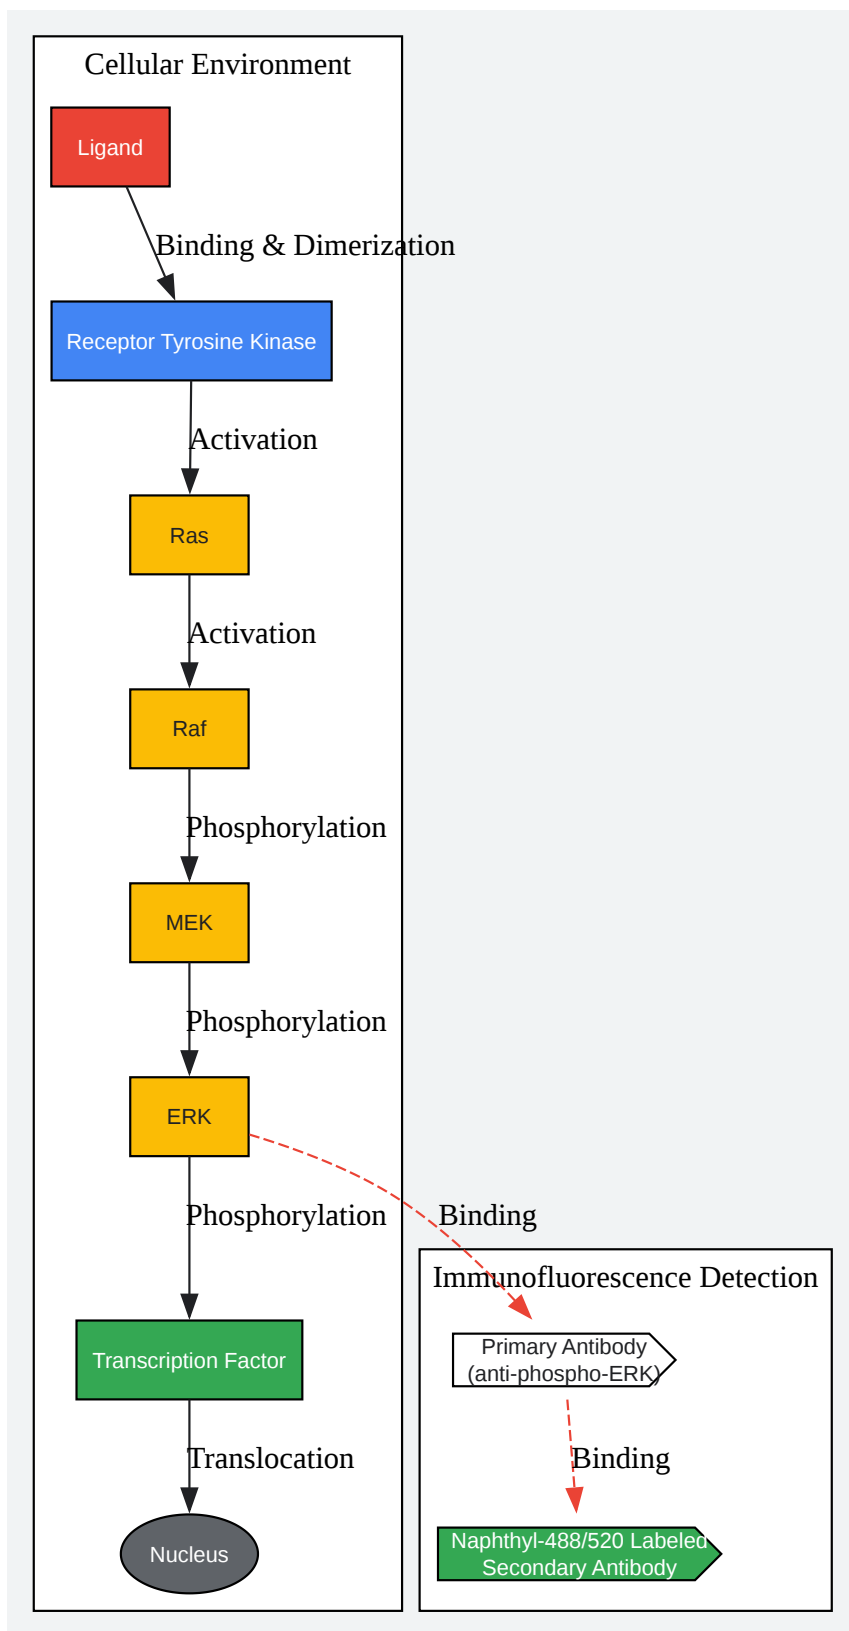 Cellular Environment
Ligand
Binding & Dimerization
Receptor Tyrosine Kinase
Activation
Ras
Activation
Raf
Phosphorylation
MEK
Phosphorylation
ERK
Phosphorylation
Binding
Immunofluorescence Detection
Primary Antibody
(anti-phospho-ERK)
Transcription Factor
Translocation
Binding
Naphthyl-488/520 Labeled
Secondary Antibody
Nucleus